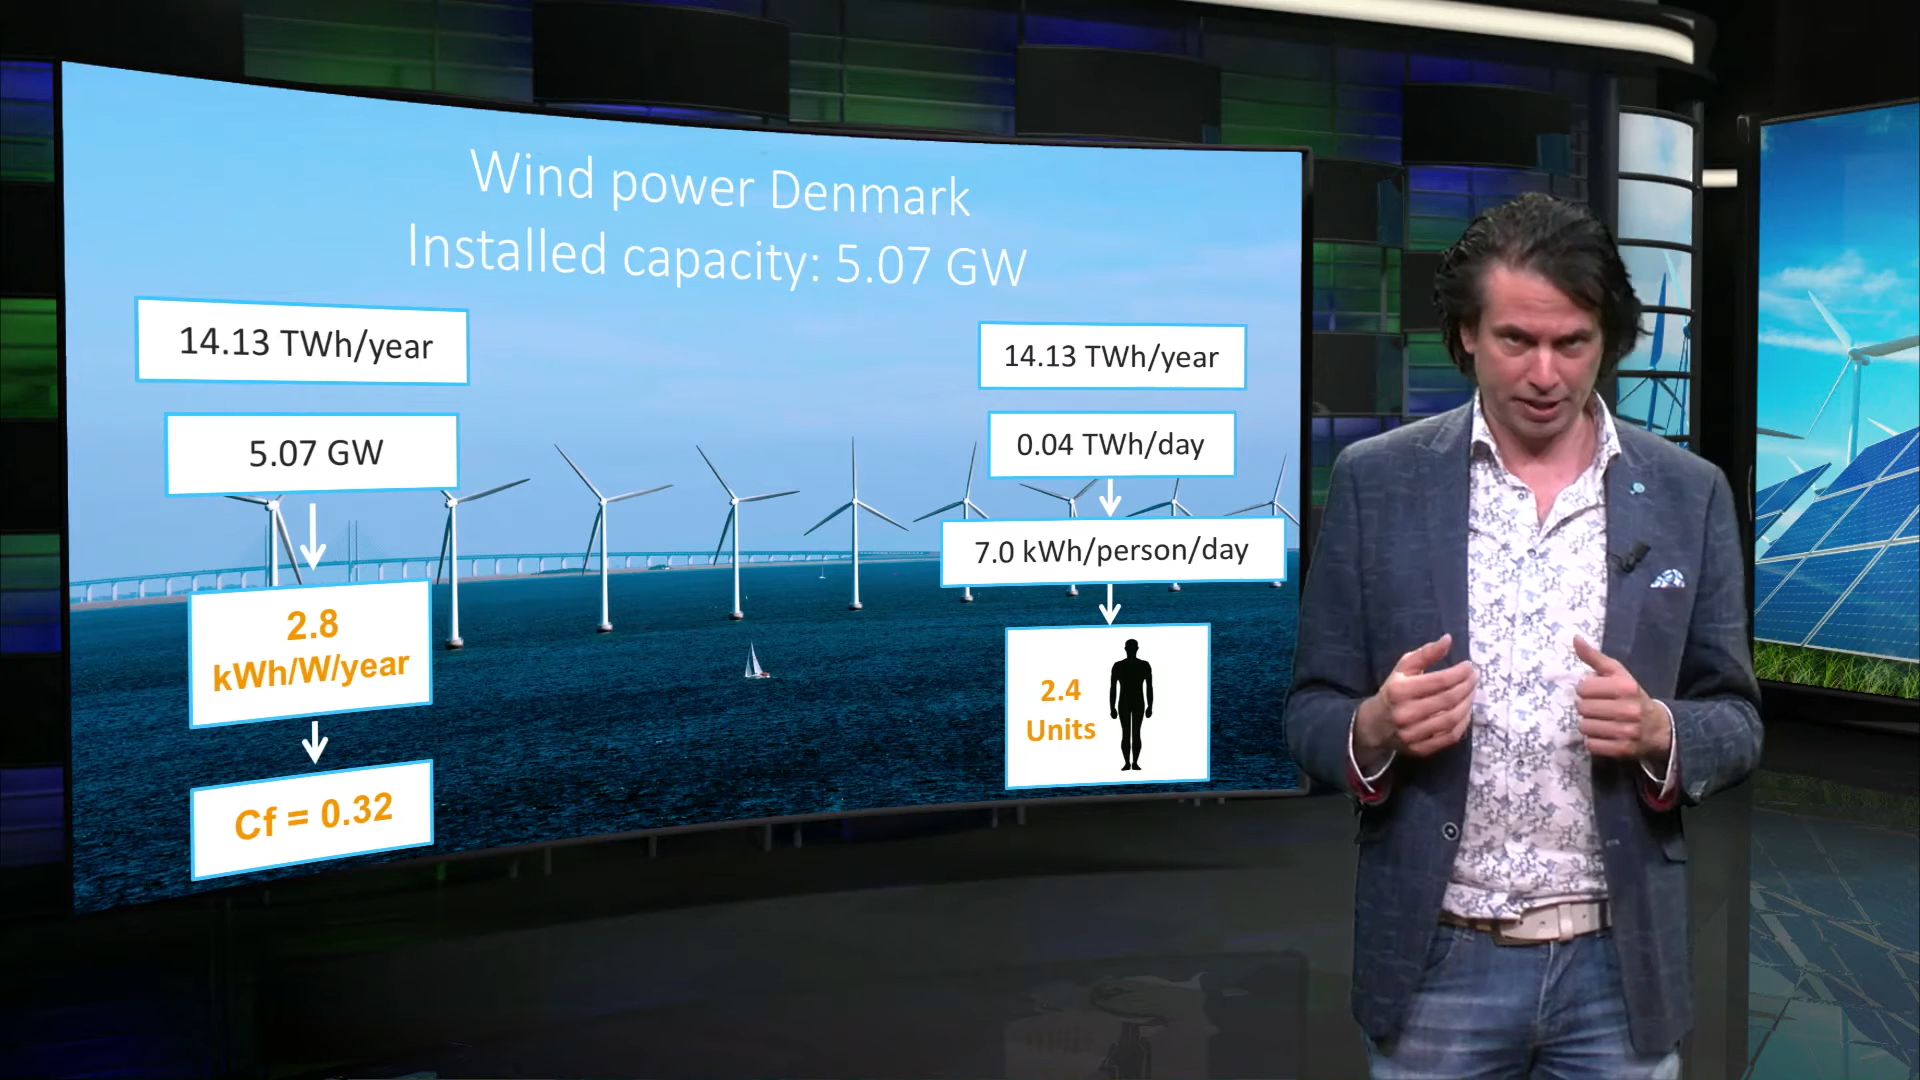 Wind power Denmark
Installed capacity: 5.07 GW
14.13 TWh/year
5.07 GW
2.8
kWh/W/year
Cf = 0.32
14.13 TWh/year
0.04 TWh/day
7.0 kWh/person/day
2.4
Units